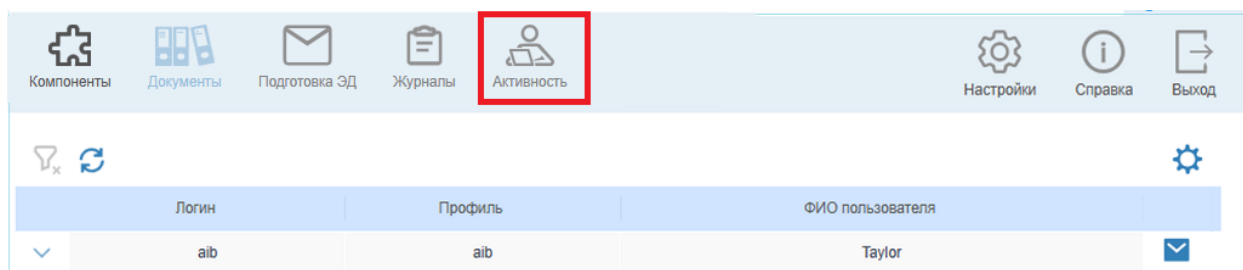 Компоненты Документы Подготовка ЭД Журналы Активность Настройки Справка Выход
Логин Профиль ФИО пользователя
aib aib Taylor